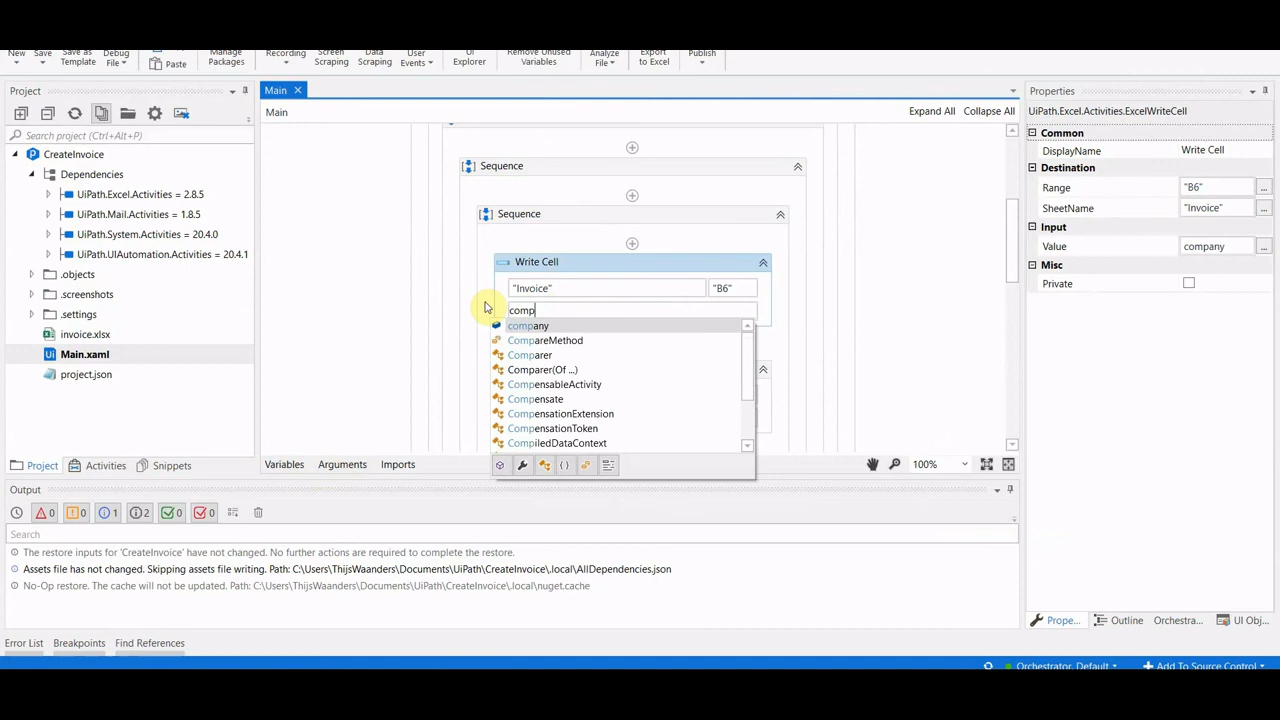 New
Save
Save as
Template
Debug
File
Paste
Manage
Packages
Recording
Screen
Scraping
Data
Scraping
User
Events
UI
Explorer
Remove Unused
Variables
Analyze
File
Export
to Excel
Publish
Project
Main
Properties
Main
Expand All
Collapse All
UiPath.Excel.Activities.ExcelWriteCell
Search project (Ctrl+Alt+P)
CreateInvoice
Dependencies
UiPath.Excel.Activities = 2.8.5
UiPath.Mail.Activities = 1.8.5
UiPath.System.Activities = 20.4.0
UiPath.UIAutomation.Activities = 20.4.1
.objects
.screenshots
.settings
invoice.xlsx
Main.xaml
project.json
Sequence
Sequence
Write Cell
"Invoice"
"B6"
comp
company
CompareMethod
Comparer
Comparer(Of ...)
CompensableActivity
Compensate
CompensationExtension
CompensationToken
CompiledDataContext
Common
DisplayName
Write Cell
Destination
Range
"B6"
SheetName
"Invoice"
Input
Value
company
Misc
Private
Project
Activities
Snippets
Variables
Arguments
Imports
100%
Output
0
0
1
2
0
0
Search
The restore inputs for 'CreateInvoice' have not changed. No further actions are required to complete the restore.
Assets file has not changed. Skipping assets file writing. Path: C:\Users\ThijsWaanders\Documents\UiPath\CreateInvoice\.local\AllDependencies.json
No-Op restore. The cache will not be updated. Path: C:\Users\ThijsWaanders\Documents\UiPath\CreateInvoice\.local\nuget.cache
Prope...
Outline
Orchestra...
UI Obj...
Error List
Breakpoints
Find References
Orchestrator, Default
Add To Source Control